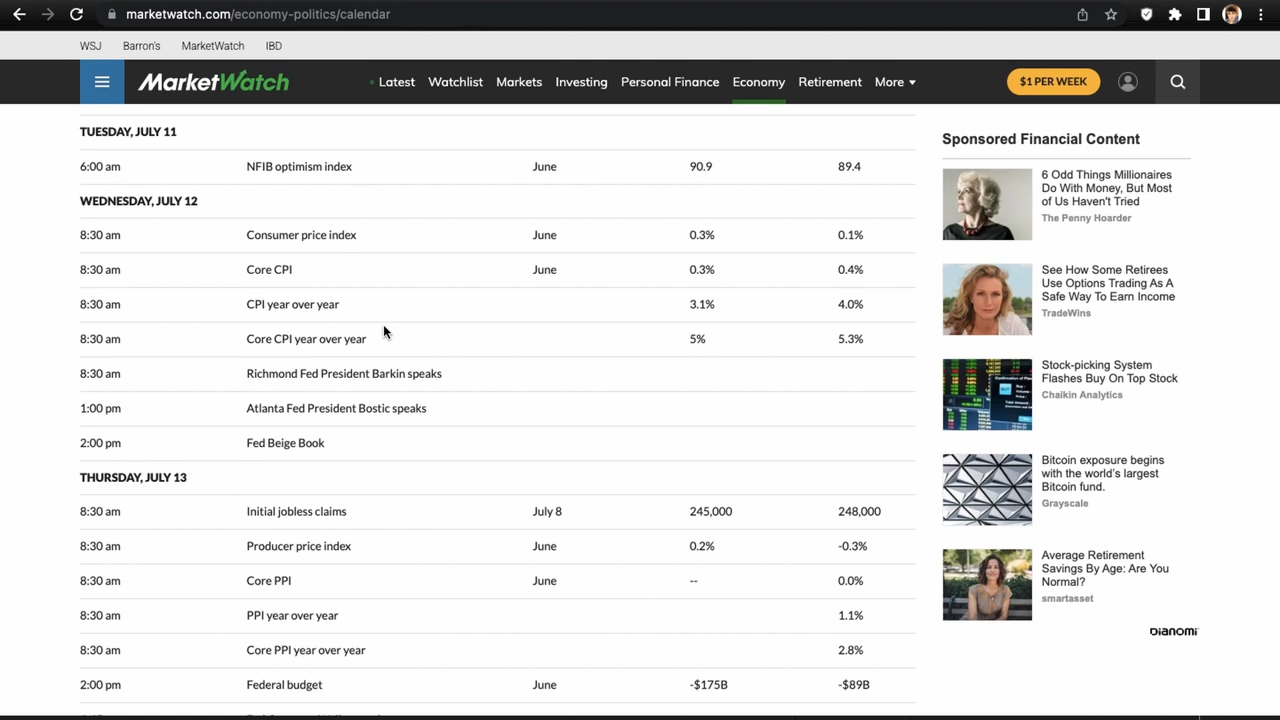 marketwatch.com/economy-politics/calendar
WSJ Barron's MarketWatch IBD
MarketWatch Latest Watchlist Markets Investing Personal Finance Economy Retirement More $1 PER WEEK
TUESDAY, JULY 11
6:00 am NFIB optimism index June 90.9 89.4
WEDNESDAY, JULY 12
8:30 am Consumer price index June 0.3% 0.1%
8:30 am Core CPI June 0.3% 0.4%
8:30 am CPI year over year 3.1% 4.0%
8:30 am Core CPI year over year 5% 5.3%
8:30 am Richmond Fed President Barkin speaks
1:00 pm Atlanta Fed President Bostic speaks
2:00 pm Fed Beige Book
THURSDAY, JULY 13
8:30 am Initial jobless claims July 8 245,000 248,000
8:30 am Producer price index June 0.2% -0.3%
8:30 am Core PPI June -- 0.0%
8:30 am PPI year over year 1.1%
8:30 am Core PPI year over year 2.8%
2:00 pm Federal budget June -$175B -$89B
Sponsored Financial Content
6 Odd Things Millionaires
Do With Money, But Most
of Us Haven't Tried
The Penny Hoarder
See How Some Retirees
Use Options Trading As A
Safe Way To Earn Income
TradeWins
Stock-picking System
Flashes Buy On Top Stock
Chaikin Analytics
Bitcoin exposure begins
with the world's largest
Bitcoin fund.
Grayscale
Average Retirement
Savings By Age: Are You
Normal?
smartasset
DIANOMI